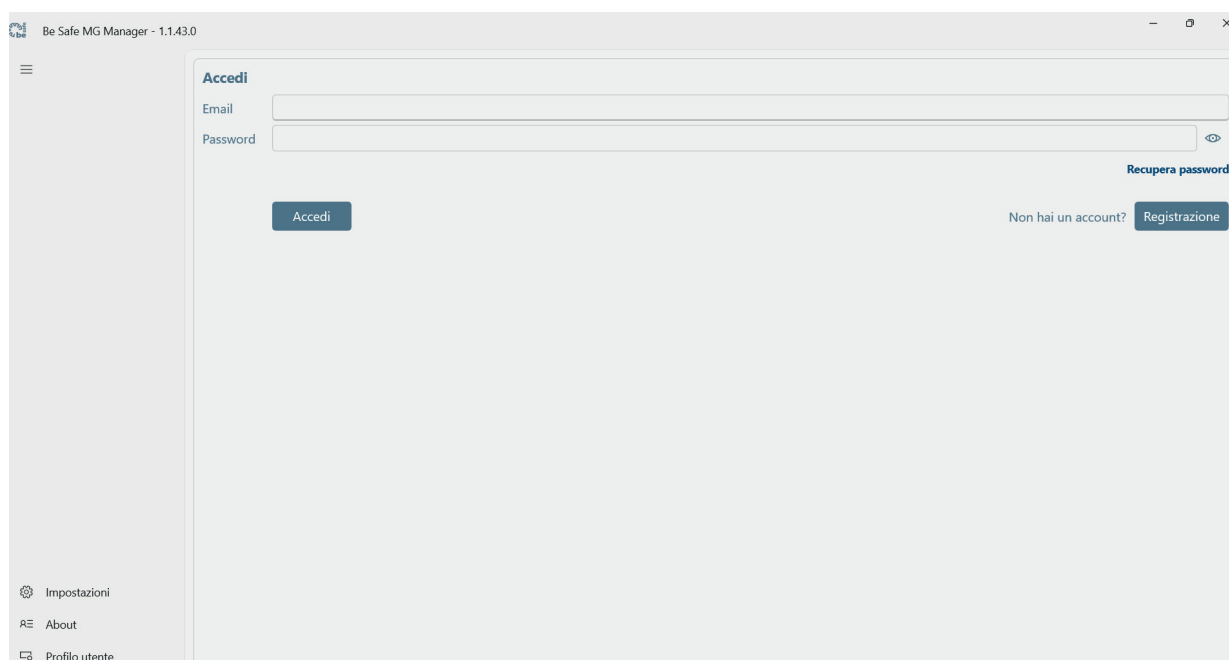 be
Be Safe MG Manager - 1.1.43.0
Accedi
Email
Password
Recupera password
Accedi
Non hai un account? Registrazione
Impostazioni
About
Profilo utente